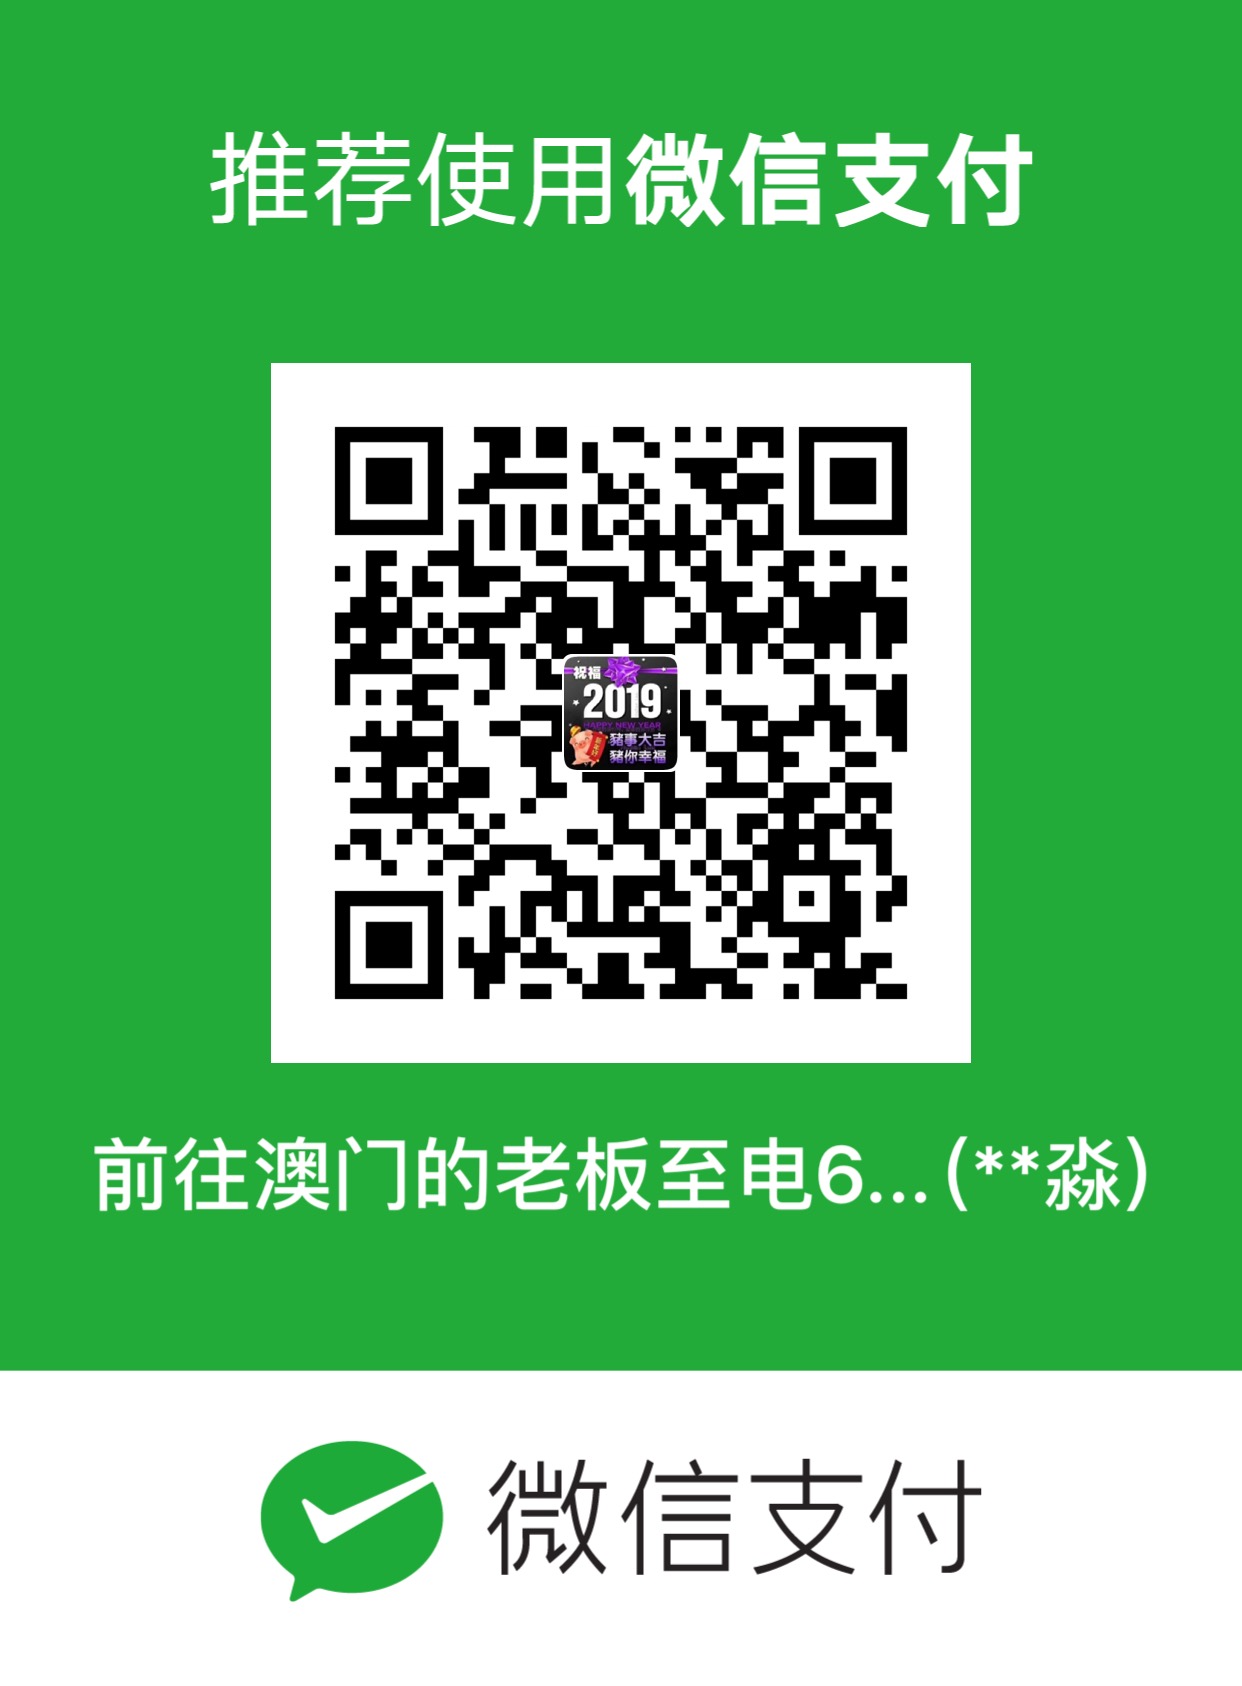 推荐使用微信支付
祝福
2019
HAPPY NEW YEAR
豬事大吉
豬你幸福
前往澳门的老板至电6...(**淼)
微信支付